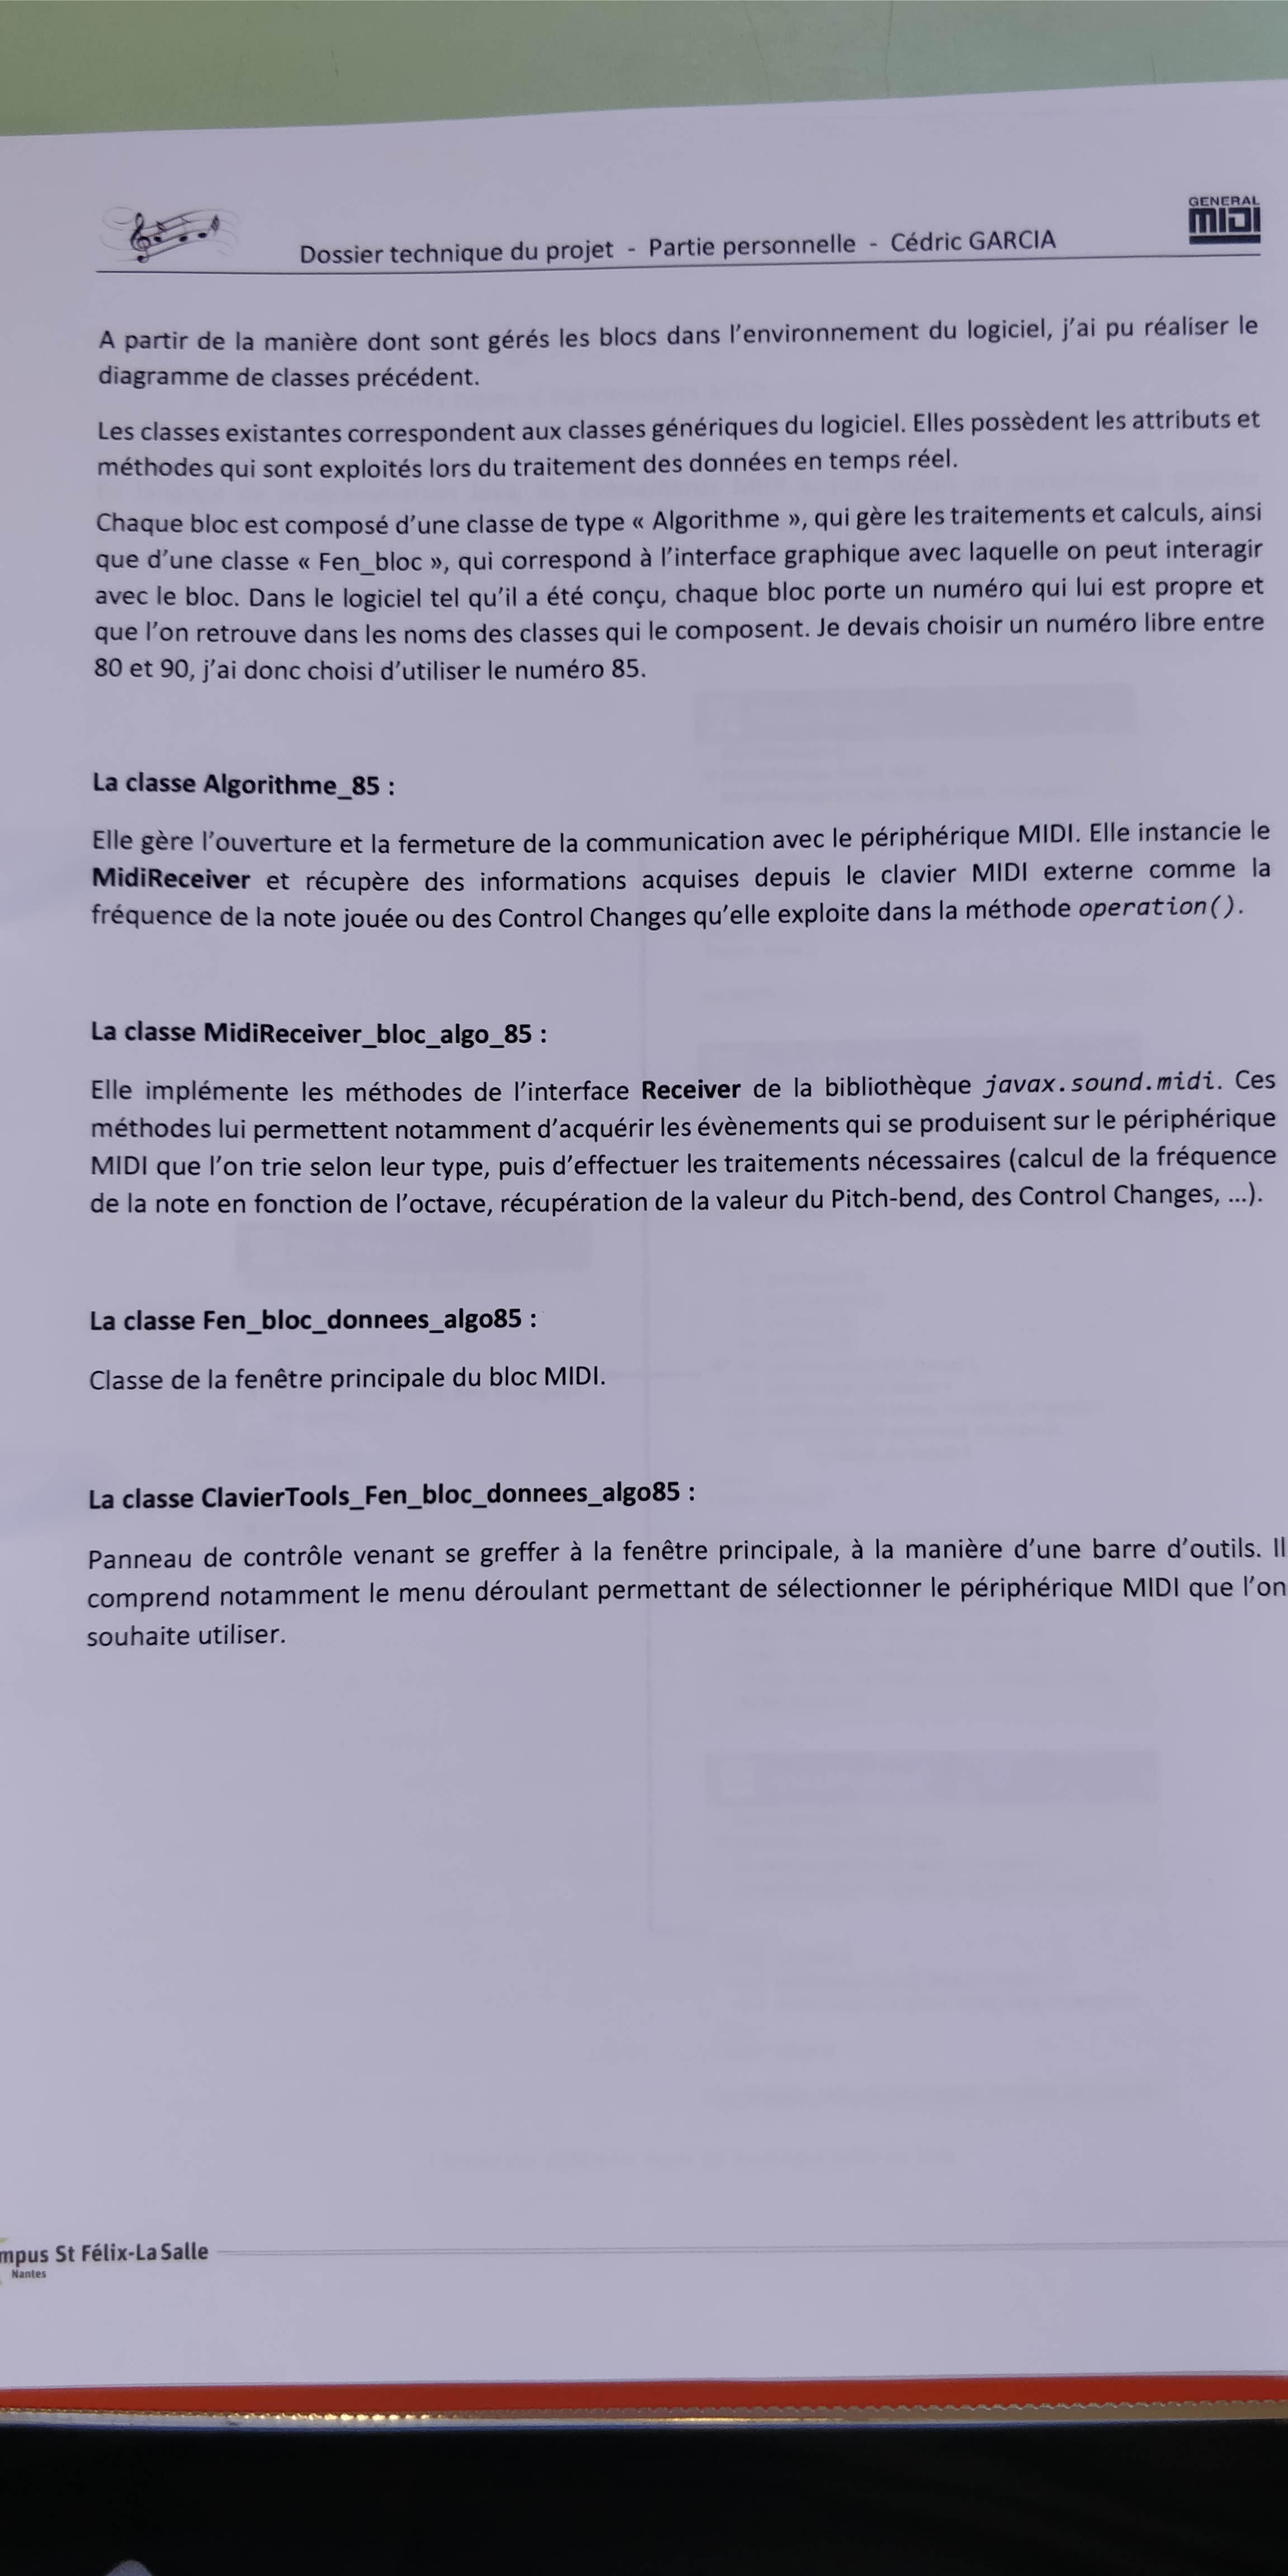 GENERAL
MIDI
Dossier technique du projet - Partie personnelle - Cédric GARCIA
A partir de la manière dont sont gérés les blocs dans l'environnement du logiciel, j'ai pu réaliser le
diagramme de classes précédent.
Les classes existantes correspondent aux classes génériques du logiciel. Elles possèdent les attributs et
méthodes qui sont exploités lors du traitement des données en temps réel.
Chaque bloc est composé d'une classe de type « Algorithme », qui gère les traitements et calculs, ainsi
que d'une classe « Fen_bloc », qui correspond à l'interface graphique avec laquelle on peut interagir
avec le bloc. Dans le logiciel tel qu'il a été conçu, chaque bloc porte un numéro qui lui est propre et
que l'on retrouve dans les noms des classes qui le composent. Je devais choisir un numéro libre entre
80 et 90, j'ai donc choisi d'utiliser le numéro 85.
La classe Algorithme_85 :
Elle gère l'ouverture et la fermeture de la communication avec le périphérique MIDI. Elle instancie le
MidiReceiver et récupère des informations acquises depuis le clavier MIDI externe comme la
fréquence de la note jouée ou des Control Changes qu'elle exploite dans la méthode operation().
La classe MidiReceiver_bloc_algo_85 :
Elle implémente les méthodes de l'interface Receiver de la bibliothèque javax.sound.midi. Ces
méthodes lui permettent notamment d'acquérir les évènements qui se produisent sur le périphérique
MIDI que l'on trie selon leur type, puis d'effectuer les traitements nécessaires (calcul de la fréquence
de la note en fonction de l'octave, récupération de la valeur du Pitch-bend, des Control Changes, ...).
La classe Fen_bloc_donnees_algo85 :
Classe de la fenêtre principale du bloc MIDI.
La classe ClavierTools_Fen_bloc_donnees_algo85 :
Panneau de contrôle venant se greffer à la fenêtre principale, à la manière d'une barre d'outils. Il
comprend notamment le menu déroulant permettant de sélectionner le périphérique MIDI que l'on
souhaite utiliser.
mpus St Félix-La Salle
Nantes